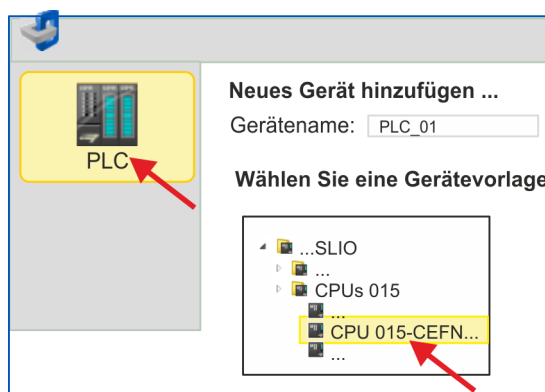 Neues Gerät hinzufügen ...
Gerätename: PLC_01
PLC
Wählen Sie eine Gerätevorlage
...SLIO
...
CPUs 015
...
CPU 015-CEFN...
...